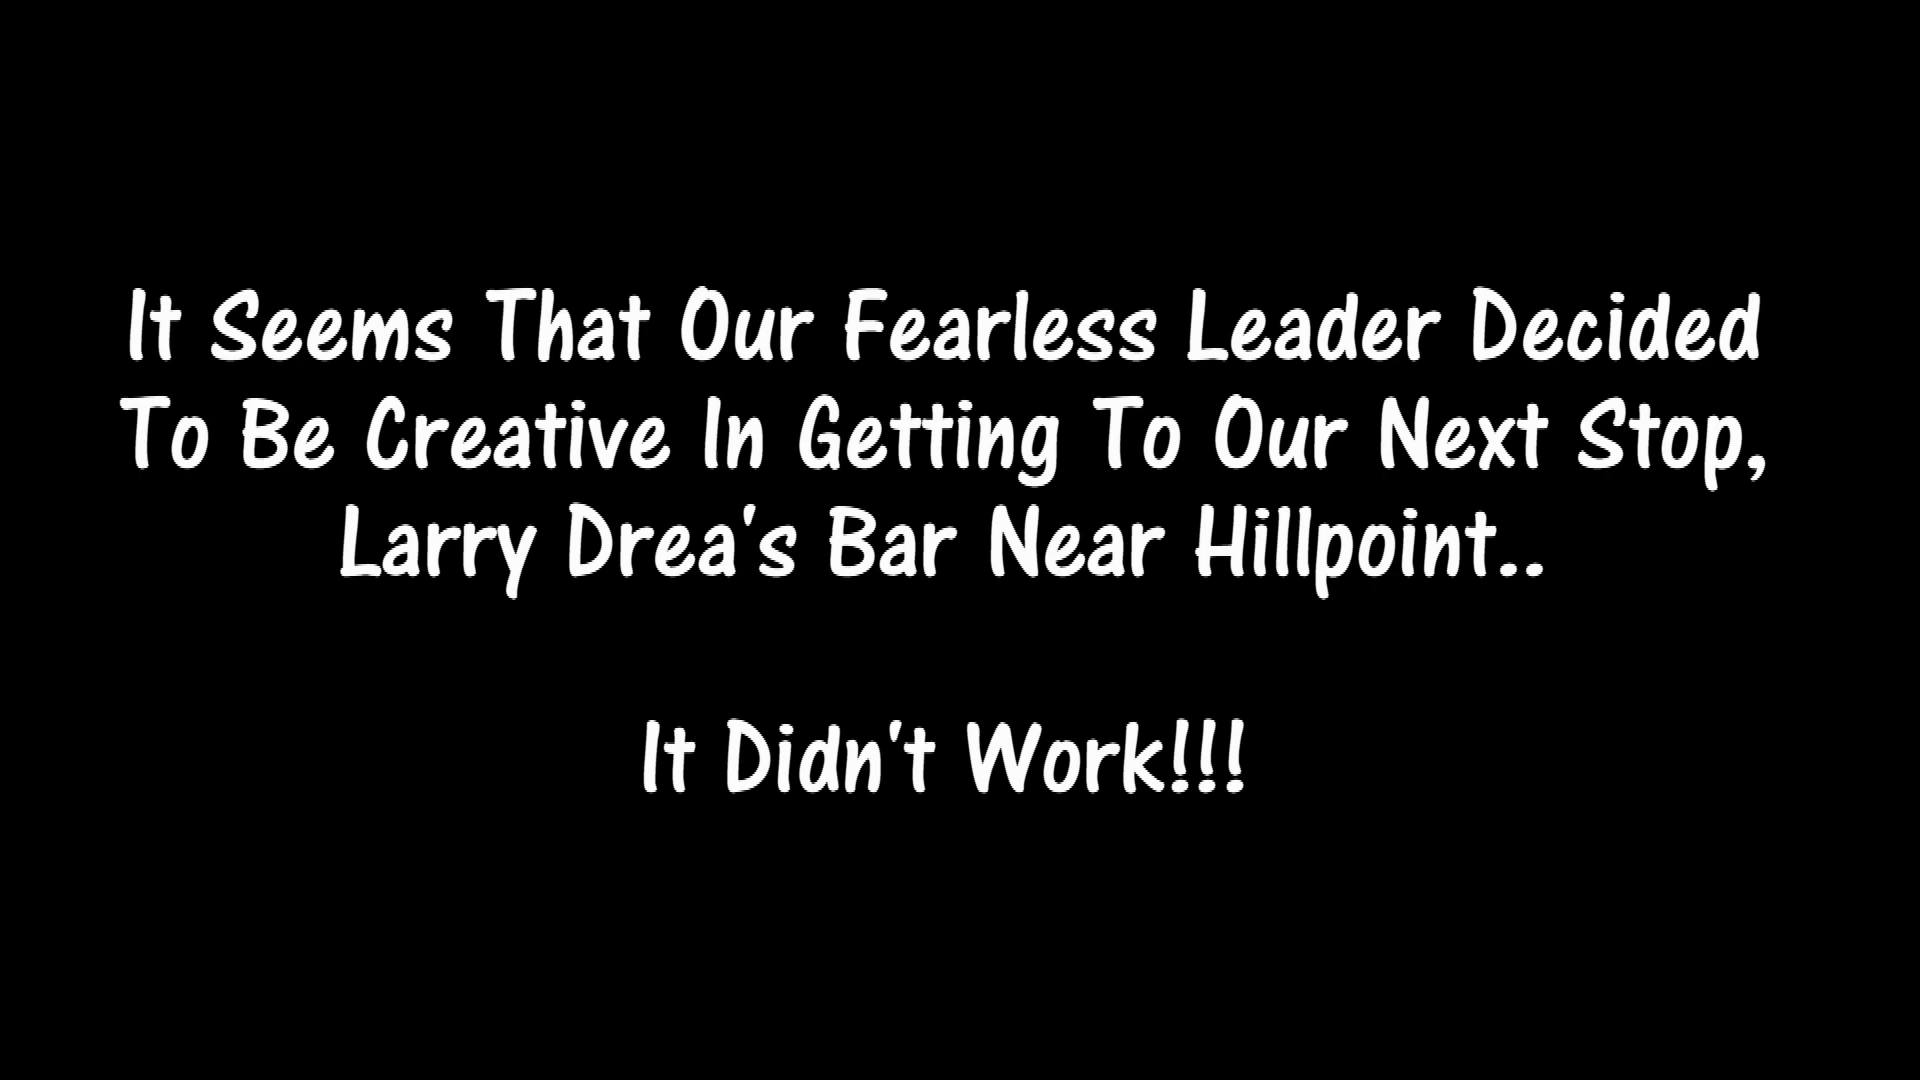 It Seems That Our Fearless Leader Decided
To Be Creative In Getting To Our Next Stop,
Larry Drea's Bar Near Hillpoint..
It Didn't Work!!!